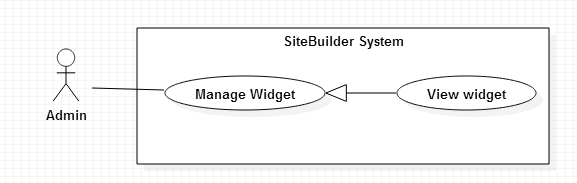 SiteBuilder System
Manage Widget
View widget
Admin